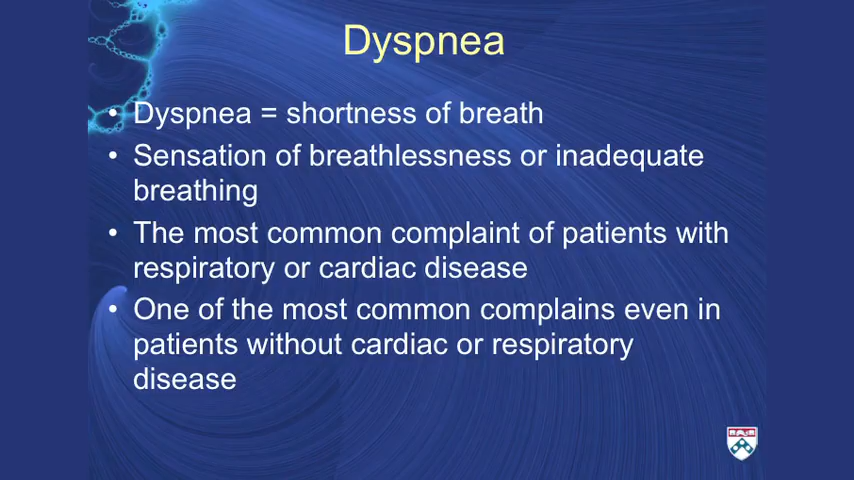 Dyspnea
• Dyspnea = shortness of breath
• Sensation of breathlessness or inadequate
breathing
• The most common complaint of patients with
respiratory or cardiac disease
• One of the most common complains even in
patients without cardiac or respiratory
disease